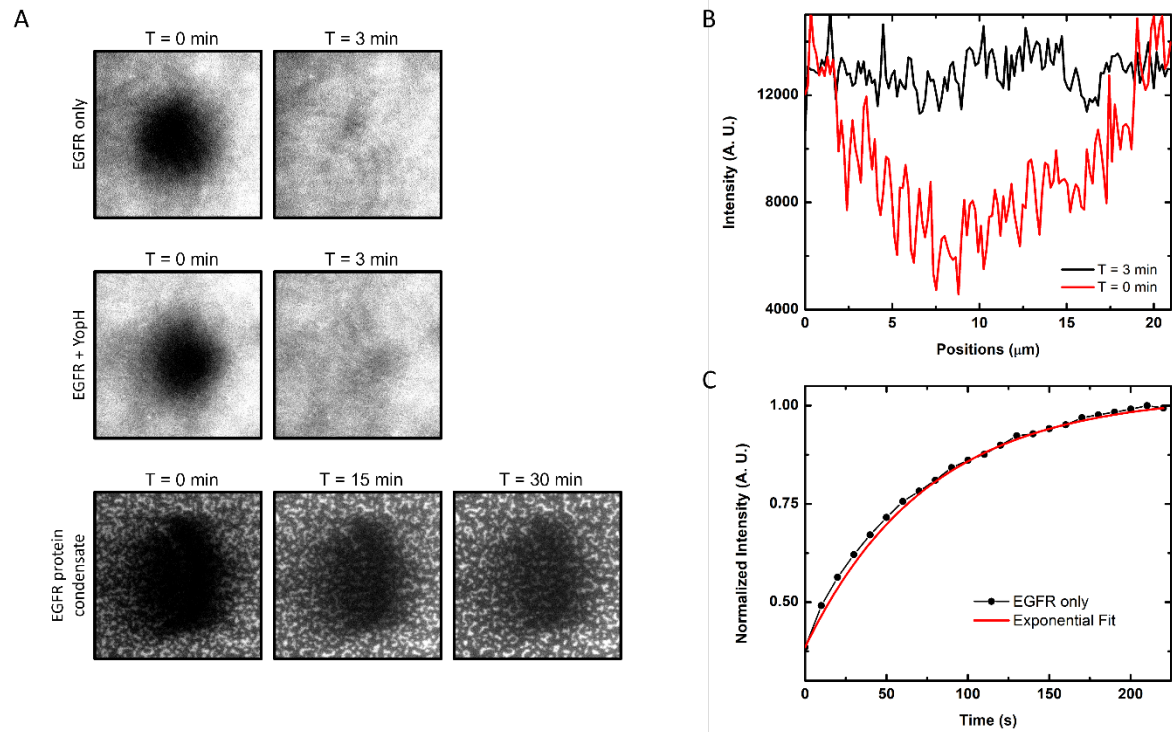 A
T = 0 min
T = 3 min
EGFR only
T = 0 min
T = 3 min
EGFR + YopH
T = 0 min
T = 15 min
T = 30 min
EGFR protein
condensate
B
12000
8000
4000
Intensity (A. U.)
T = 3 min
T = 0 min
0
5
10
15
20
Positions (μm)
C
1.00
0.75
0.50
Normalized Intensity (A. U.)
EGFR only
Exponential Fit
0
50
100
150
200
Time (s)